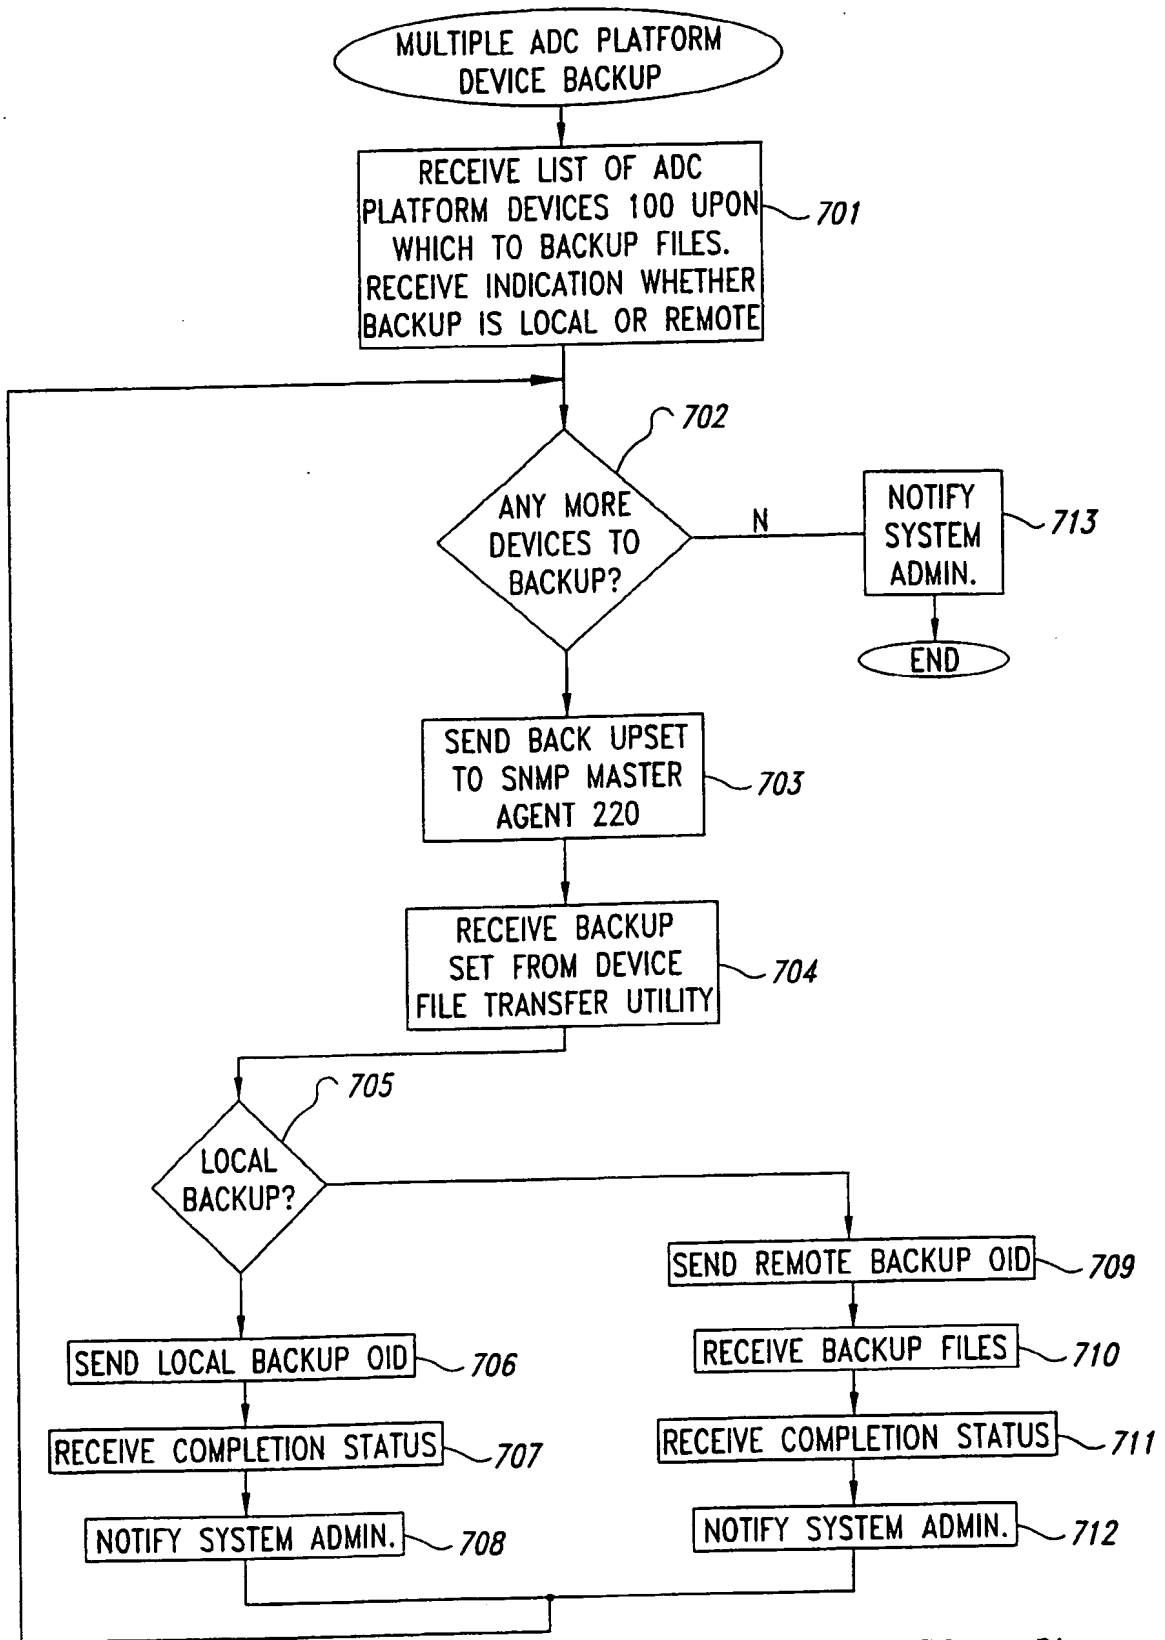 MULTIPLE ADC PLATFORM
DEVICE BACKUP
RECEIVE LIST OF ADC
PLATFORM DEVICES 100 UPON
WHICH TO BACKUP FILES.
RECEIVE INDICATION WHETHER
BACKUP IS LOCAL OR REMOTE
701
702
ANY MORE
DEVICES TO
BACKUP?
N
NOTIFY
SYSTEM
ADMIN.
713
END
SEND BACK UPSET
TO SNMP MASTER
AGENT 220
703
RECEIVE BACKUP
SET FROM DEVICE
FILE TRANSFER UTILITY
704
705
LOCAL
BACKUP?
SEND REMOTE BACKUP OID
709
SEND LOCAL BACKUP OID
706
RECEIVE BACKUP FILES
710
RECEIVE COMPLETION STATUS
707
RECEIVE COMPLETION STATUS
711
NOTIFY SYSTEM ADMIN.
708
NOTIFY SYSTEM ADMIN.
712